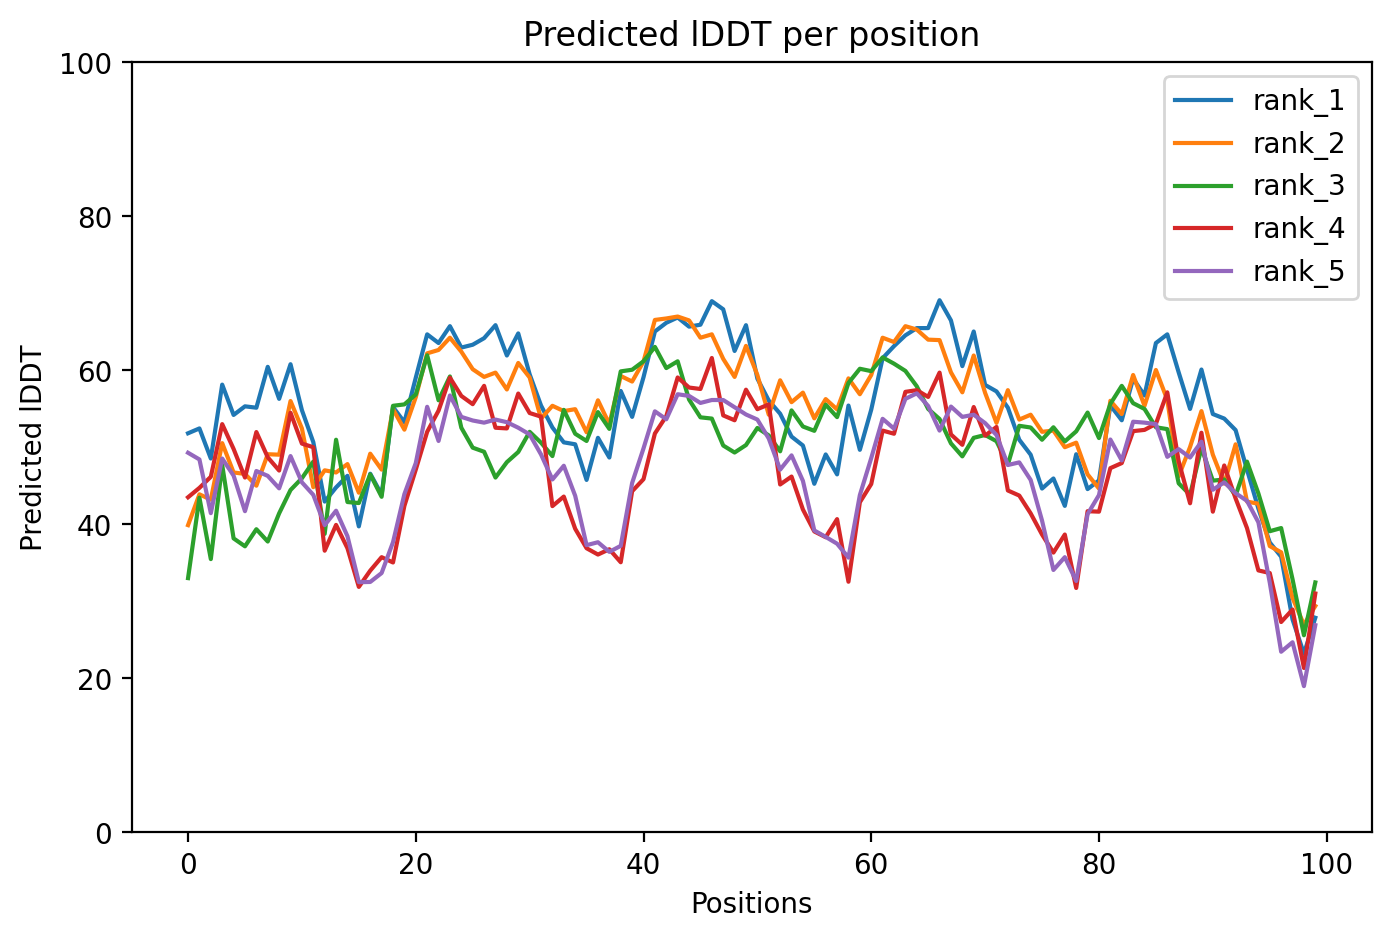 Predicted lDDT per position
100
80
60
40
20
0
Predicted lDDT
0 20 40 60 80 100
Positions
rank_1
rank_2
rank_3
rank_4
rank_5